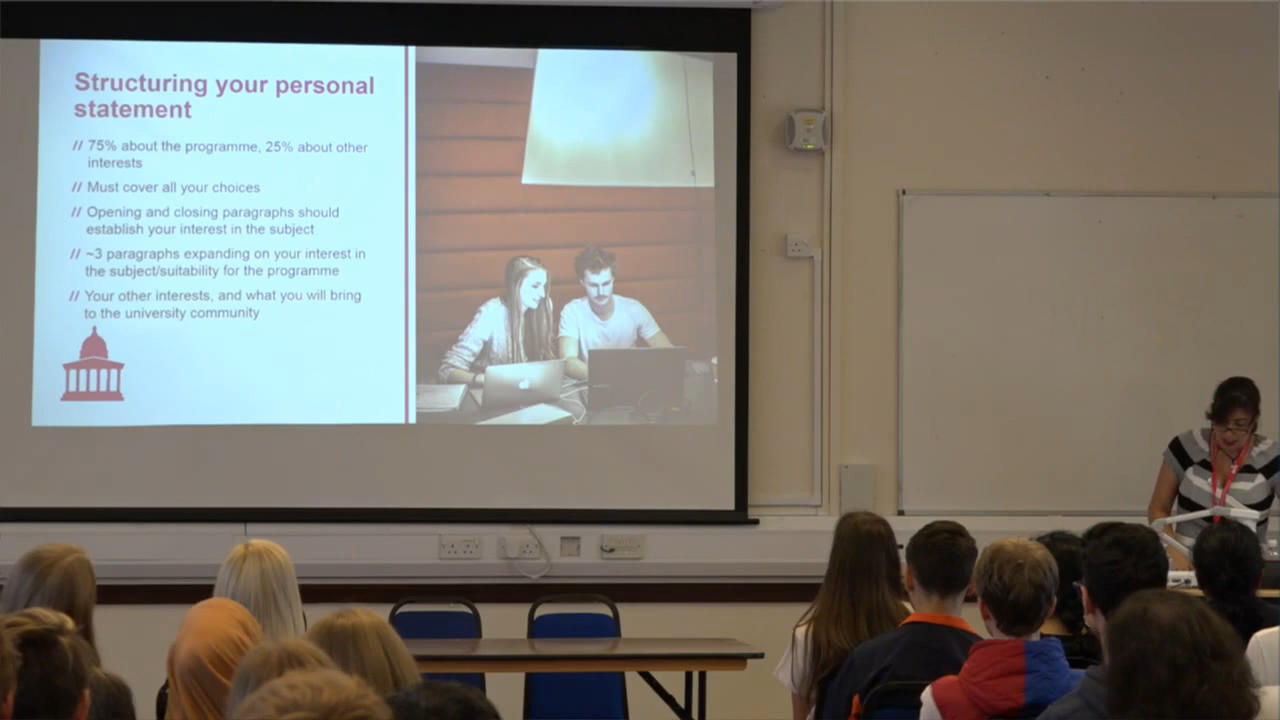 Structuring your personal
statement
// 75% about the programme, 25% about other
interests
// Must cover all your choices
// Opening and closing paragraphs should
establish your interest in the subject
// ~3 paragraphs expanding on your interest in
the subject/suitability for the programme
// Your other interests, and what you will bring
to the university community